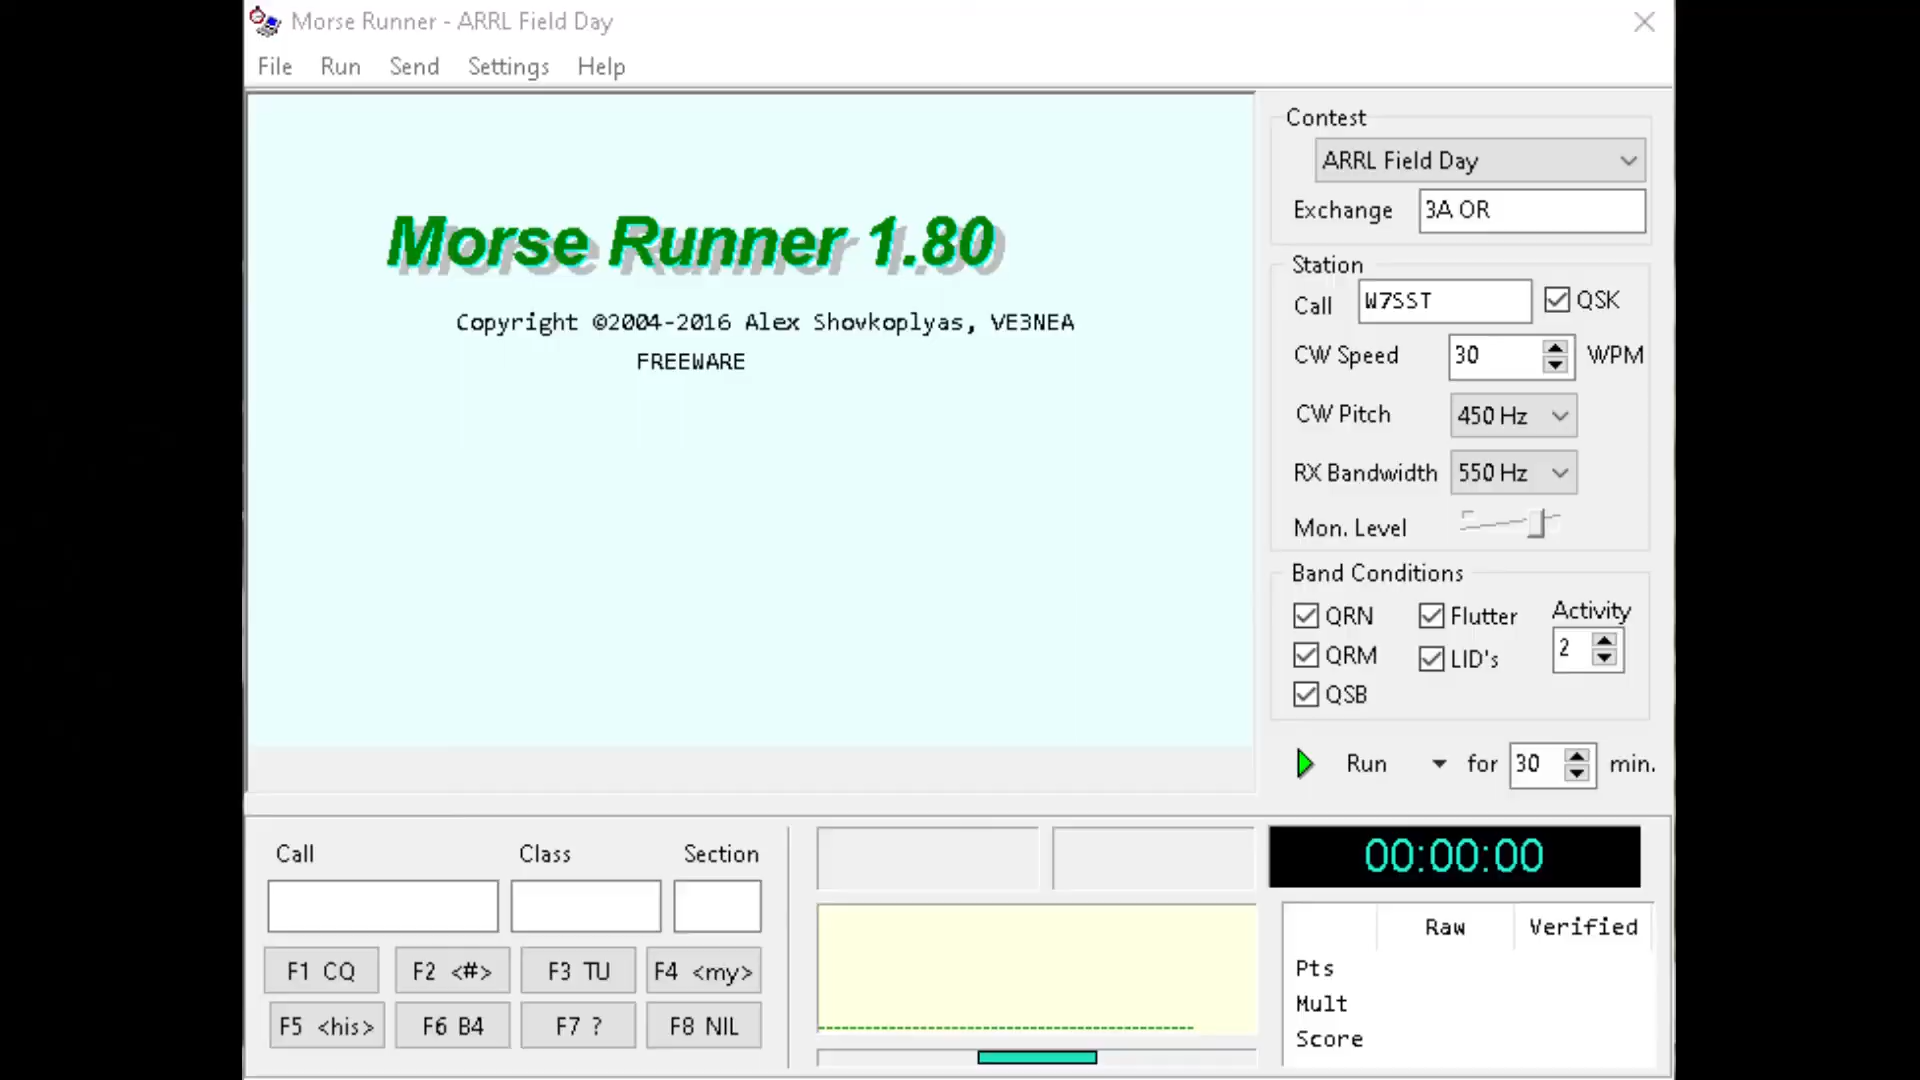 Morse Runner - ARRL Field Day
File Run Send Settings Help
Morse Runner 1.80
Copyright ©2004-2016 Alex Shovkoplyas, VE3NEA
FREEWARE
Contest
ARRL Field Day
Exchange 3A OR
Station
Call W7SST QSK
CW Speed 30 WPM
CW Pitch 450 Hz
RX Bandwidth 550 Hz
Mon. Level
Band Conditions
QRN Flutter Activity
QRM LID's 2
QSB
Run for 30 min.
Call Class Section
F1 CQ F2 <#> F3 TU F4 <my>
F5 <his> F6 B4 F7 ? F8 NIL
00:00:00
Raw Verified
Pts
Mult
Score